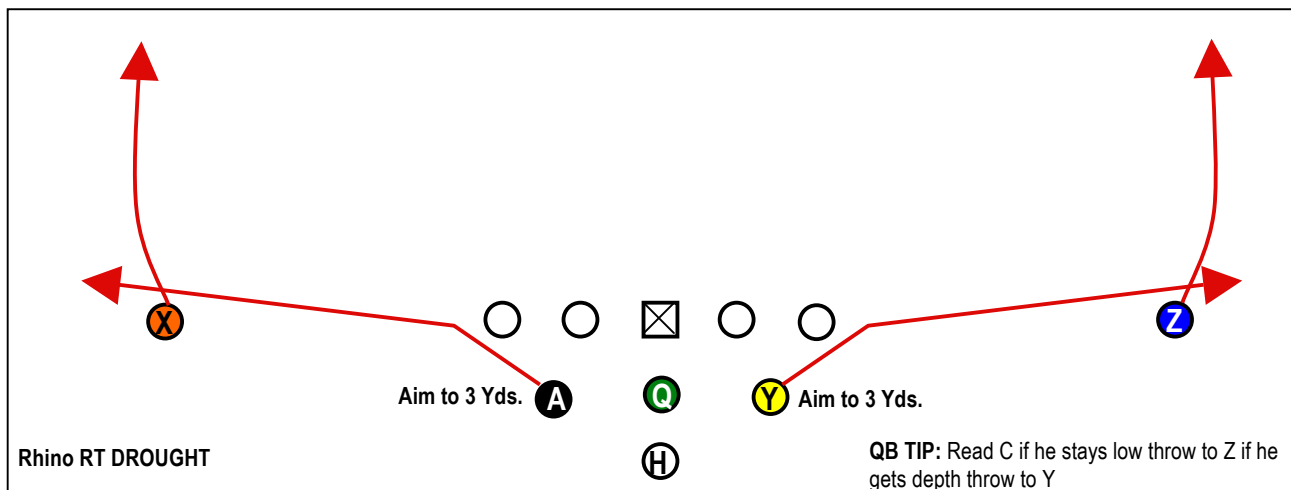 X
Z
Aim to 3 Yds. A Q Y Aim to 3 Yds.
Rhino RT DROUGHT
H
QB TIP: Read C if he stays low throw to Z if he
gets depth throw to Y